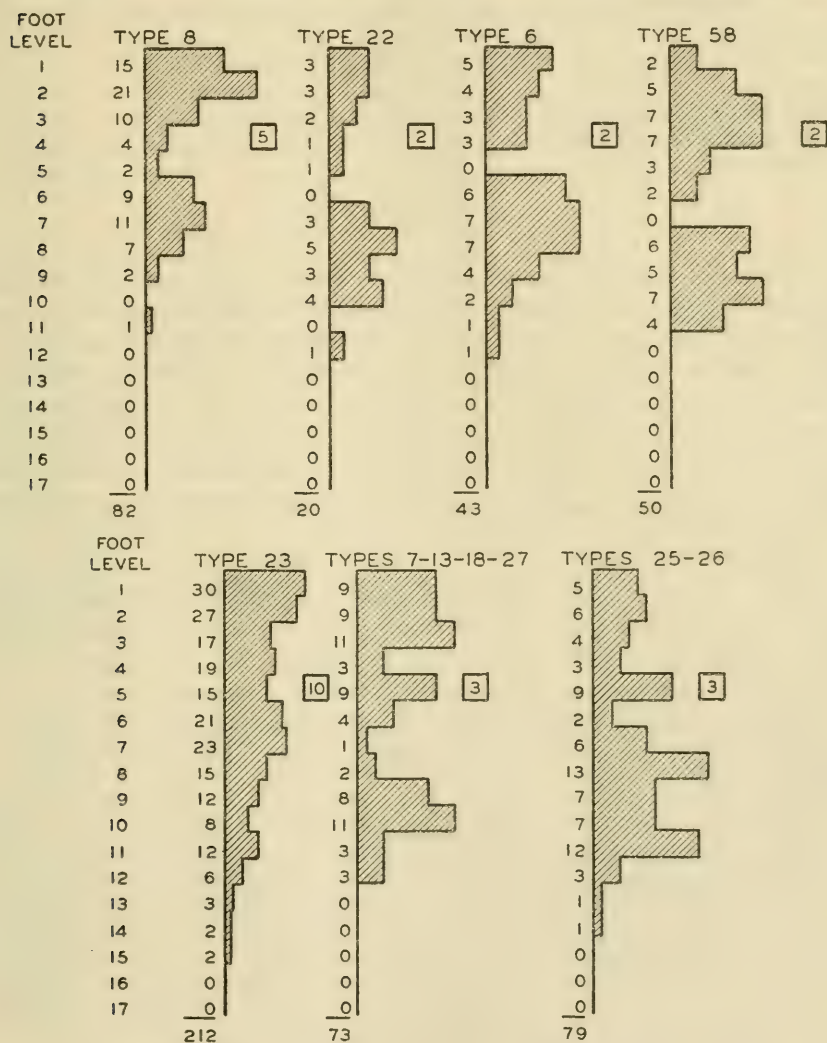 FOOT
LEVEL TYPE 8 TYPE 22 TYPE 6 TYPE 58
1 15 3 5 2
2 21 3 4 5
3 10 2 3 7
4 4 5 1 2 3 2 7 2
5 2 1 0 3
6 9 0 6 2
7 11 3 7 0
8 7 5 7 6
9 2 3 4 5
10 0 4 2 7
11 1 0 1 4
12 0 1 1 0
13 0 0 0 0
14 0 0 0 0
15 0 0 0 0
16 0 0 0 0
17 0 0 0 0
82 20 43 50
FOOT
LEVEL TYPE 23 TYPES 7-13-18-27 TYPES 25-26
1 30 9 5
2 27 9 6
3 17 11 4
4 19 3 3
5 15 10 9 3 9 3
6 21 4 2
7 23 1 6
8 15 2 13
9 12 8 7
10 8 11 7
11 12 3 12
12 6 3 3
13 3 0 1
14 2 0 1
15 2 0 0
16 0 0 0
17 0 0 0
212 73 79